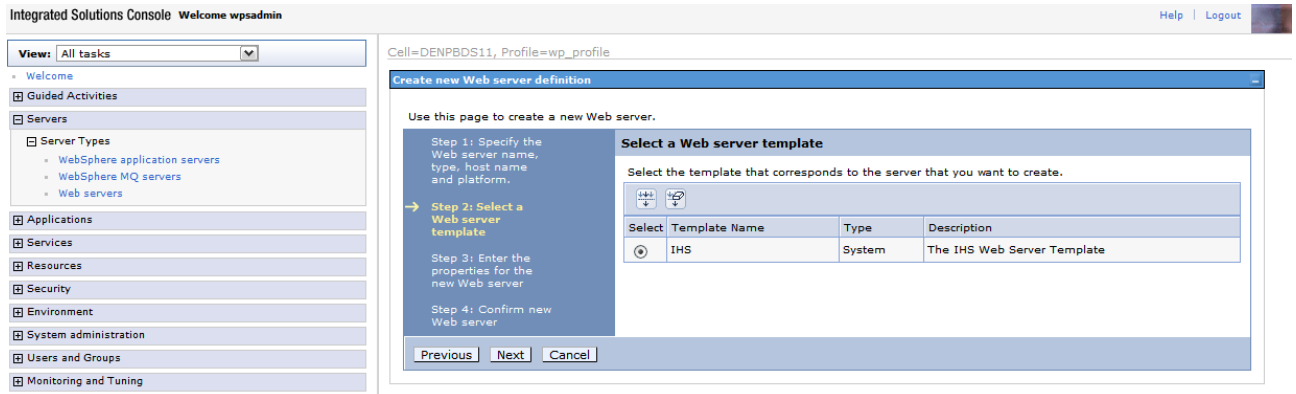 Integrated Solutions Console Welcome wpsadmin
Help | Logout
View: All tasks
Welcome
Guided Activities
Servers
Server Types
WebSphere application servers
WebSphere MQ servers
Web servers
Applications
Services
Resources
Security
Environment
System administration
Users and Groups
Monitoring and Tuning
Cell=DENPBDS11, Profile=wp_profile
Create new Web server definition
Use this page to create a new Web server.
Step 1: Specify the
Web server name,
type, host name
and platform.
Step 2: Select a
Web server
template
Step 3: Enter the
properties for the
new Web server
Step 4: Confirm new
Web server
Select a Web server template
Select the template that corresponds to the server that you want to create.
Select Template Name Type Description
IHS System The IHS Web Server Template
Previous Next Cancel